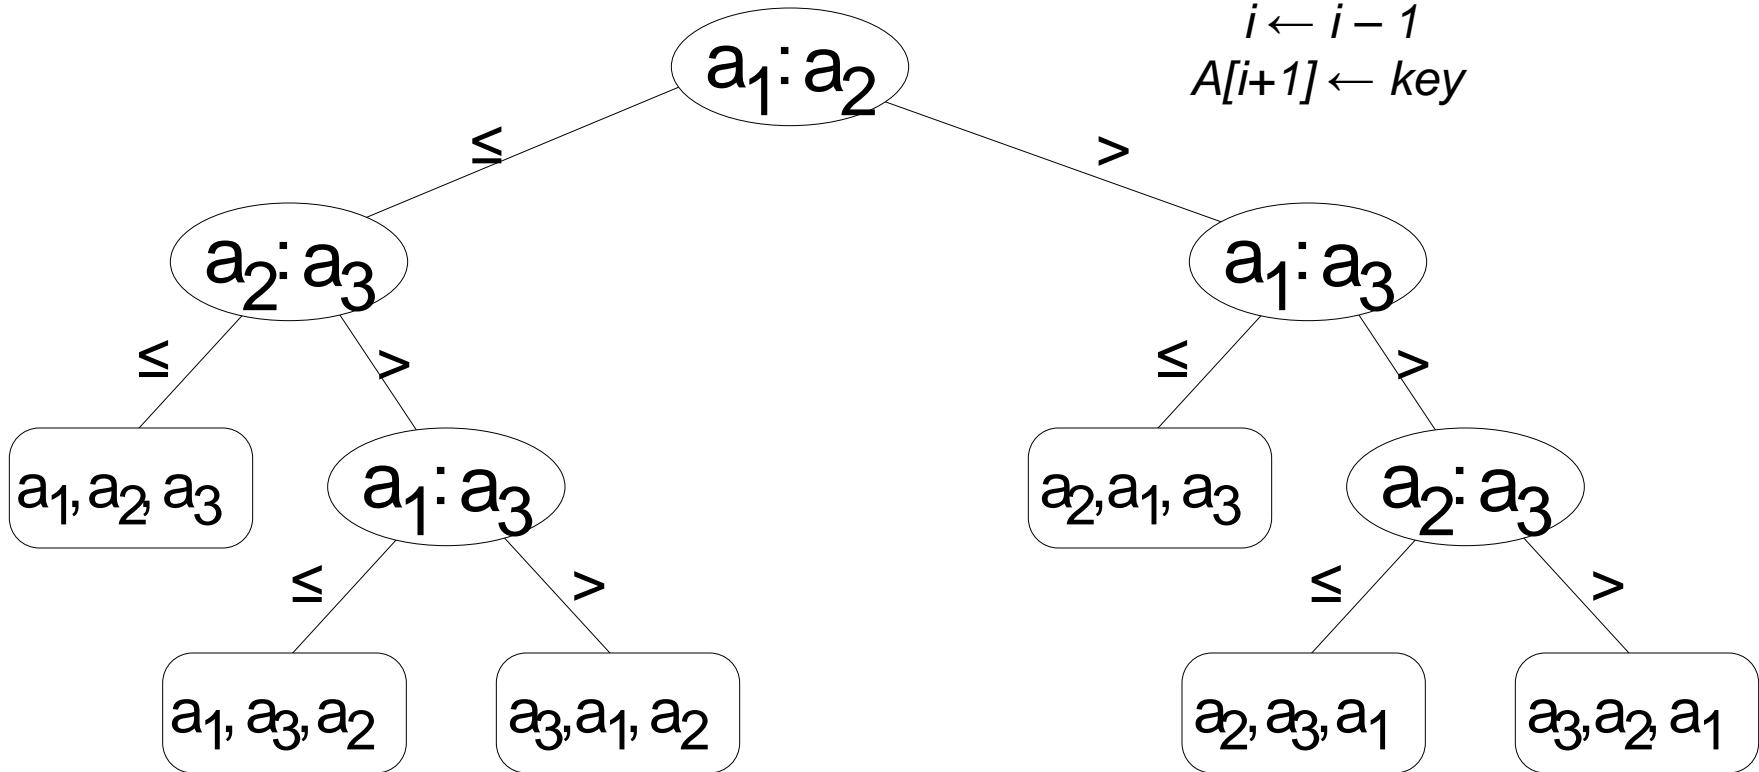 i ← i – 1
A[i+1] ← key
a₁:a₂
≤ >
a₂:a₃ a₁:a₃
≤ > ≤ >
a₁, a₂, a₃ a₁:a₃ a₂,a₁, a₃ a₂:a₃
≤ > ≤ >
a₁, a₃,a₂ a₃,a₁, a₂ a₂,a₃,a₁ a₃,a₂, a₁